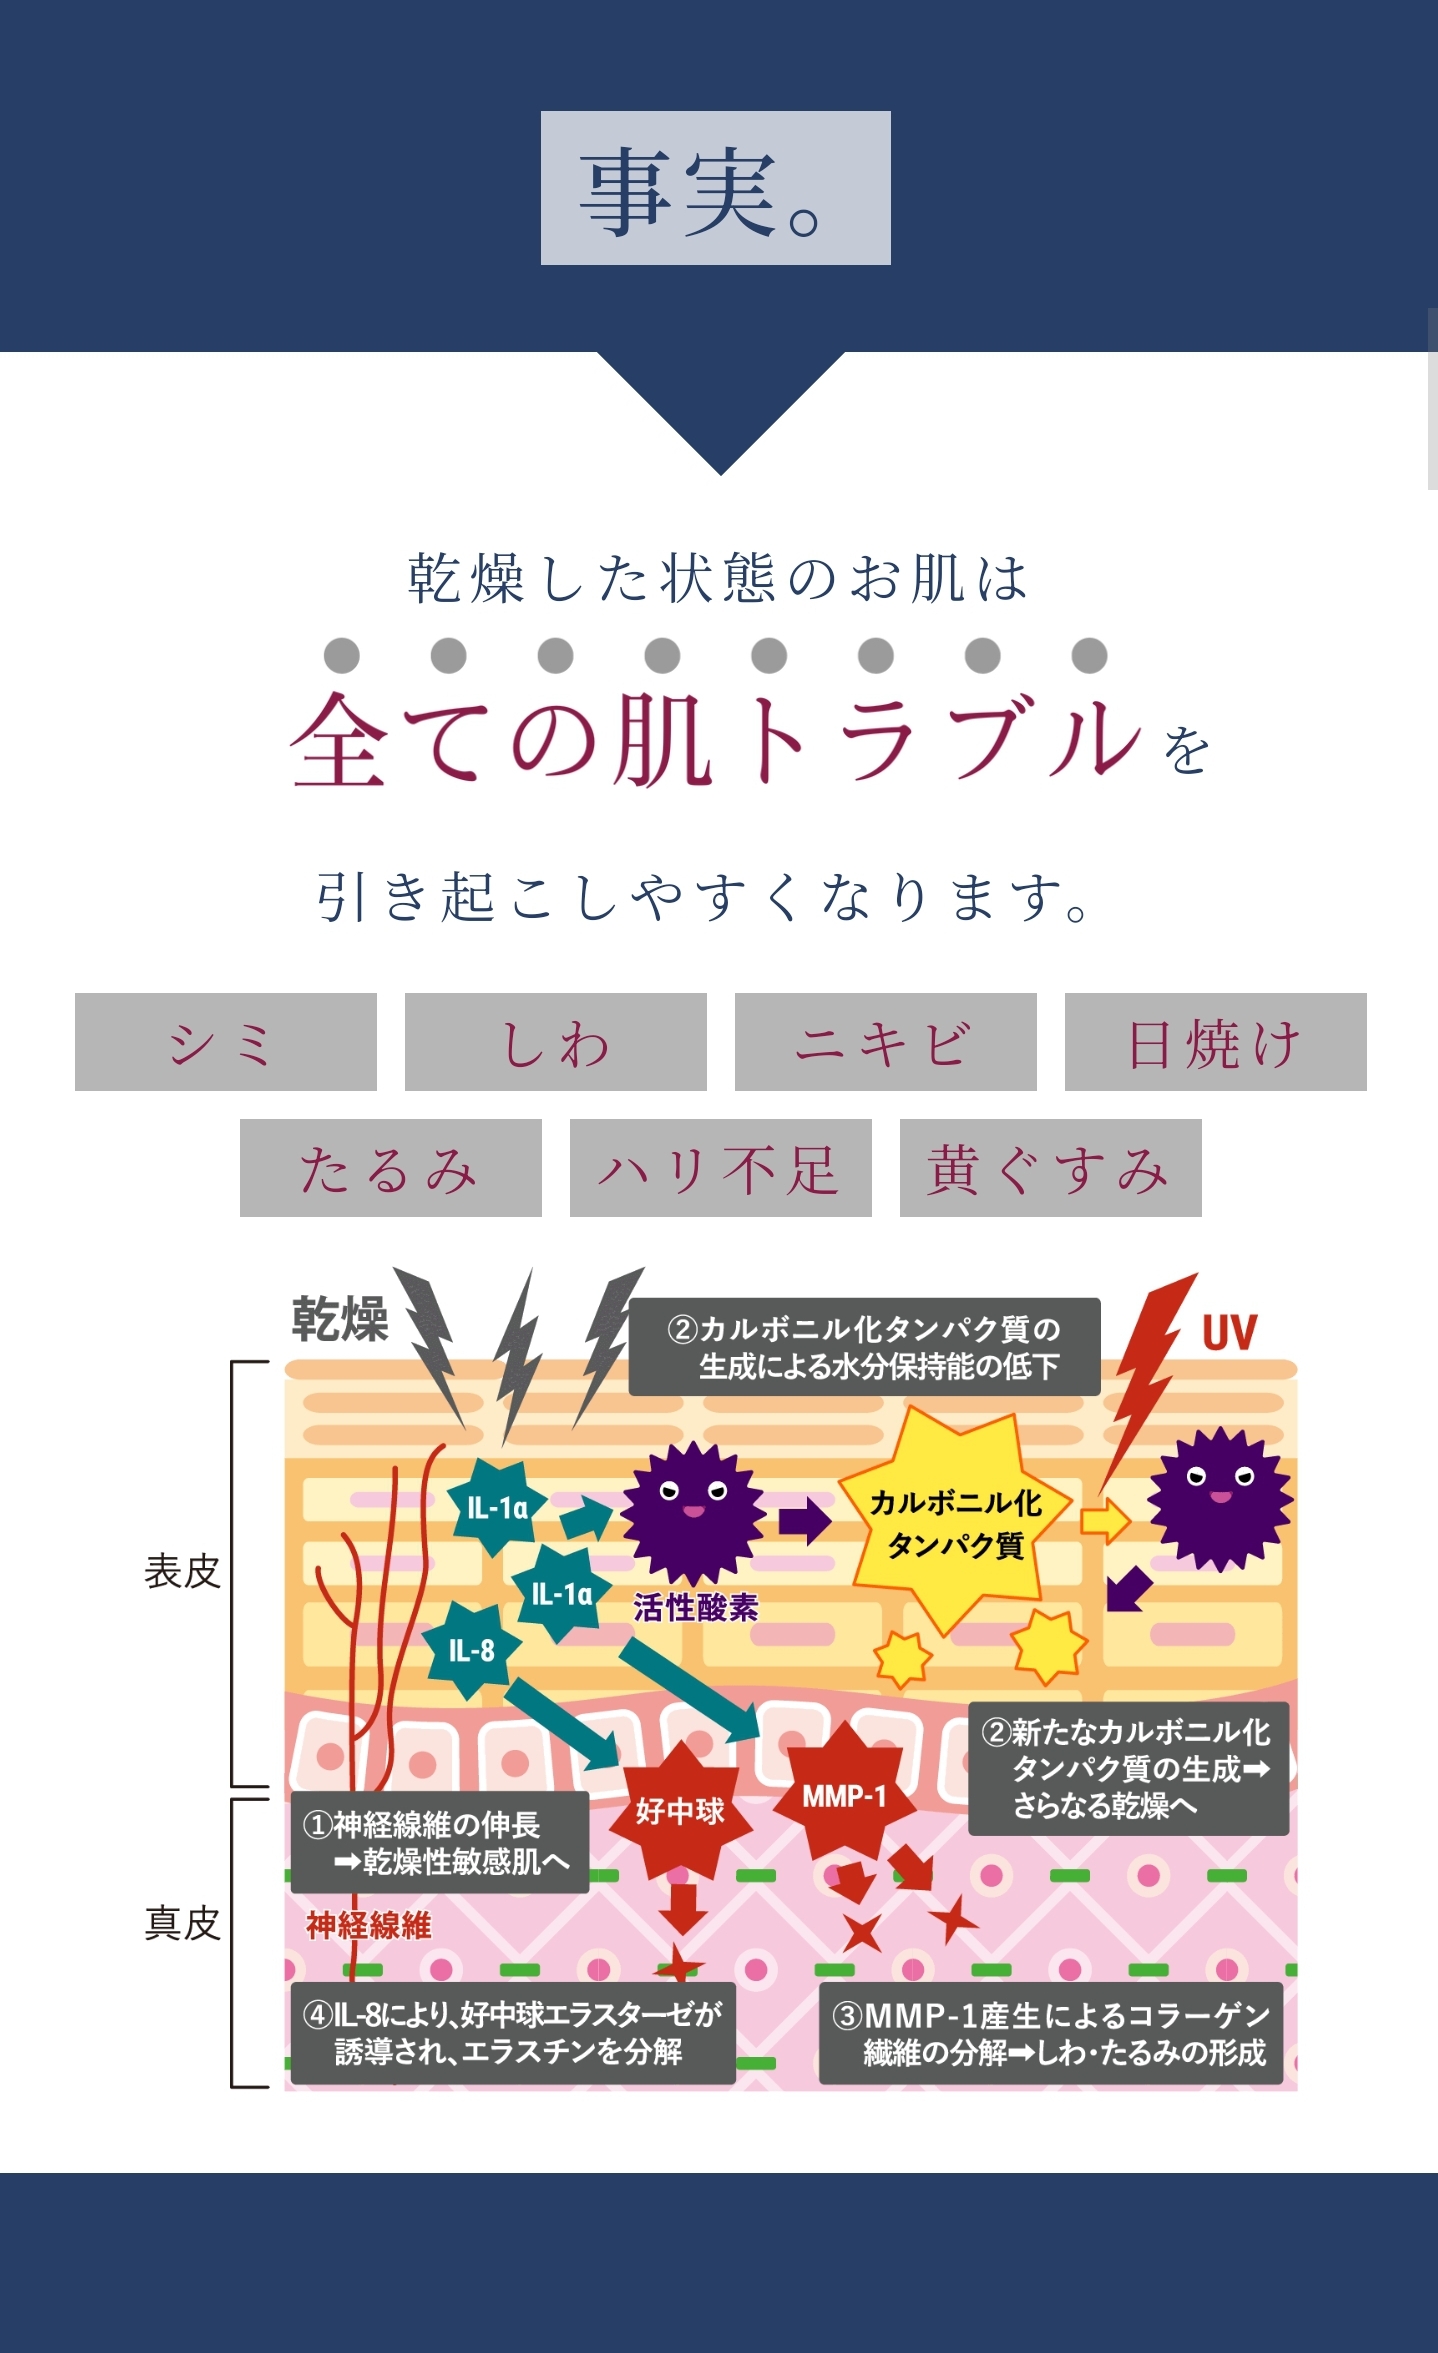 事実。
乾燥した状態のお肌は
全ての肌トラブルを
引き起こしやすくなります。
シミ
しわ
ニキビ
日焼け
たるみ
ハリ不足
黄ぐすみ
乾燥
②カルボニル化タンパク質の
生成による水分保持能の低下
UV
表皮
IL-1α
IL-1α
IL-8
活性酸素
カルボニル化
タンパク質
好中球
MMP-1
②新たなカルボニル化
タンパク質の生成➡
さらなる乾燥へ
①神経線維の伸長
➡乾燥性敏感肌へ
真皮
神経線維
④IL-8により、好中球エラスターゼが
誘導され、エラスチンを分解
③MMP-1産生によるコラーゲン
繊維の分解➡しわ・たるみの形成